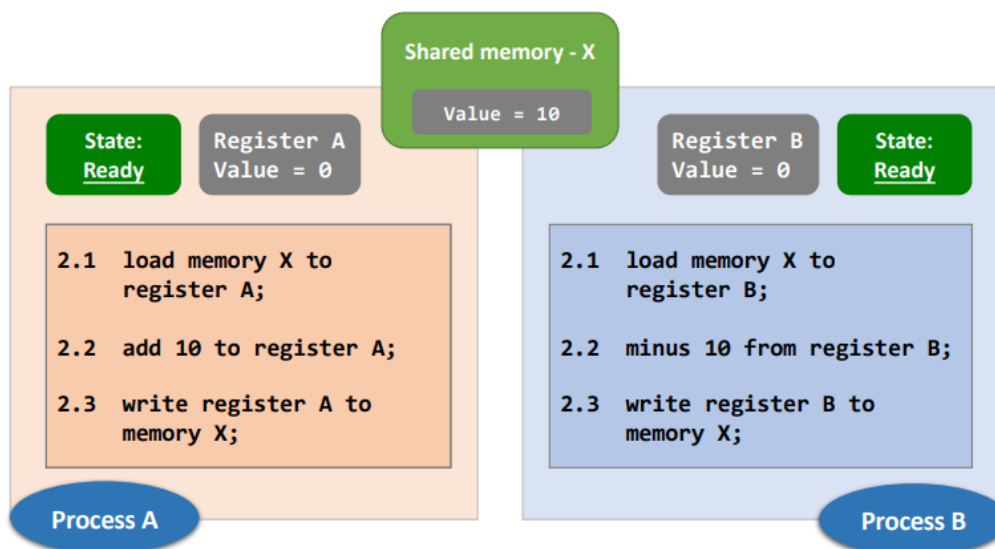 Shared memory - X
Value = 10
State:
Ready
Register A
Value = 0
Register B
Value = 0
State:
Ready
2.1 load memory X to
register A;
2.2 add 10 to register A;
2.3 write register A to
memory X;
2.1 load memory X to
register B;
2.2 minus 10 from register B;
2.3 write register B to
memory X;
Process A
Process B